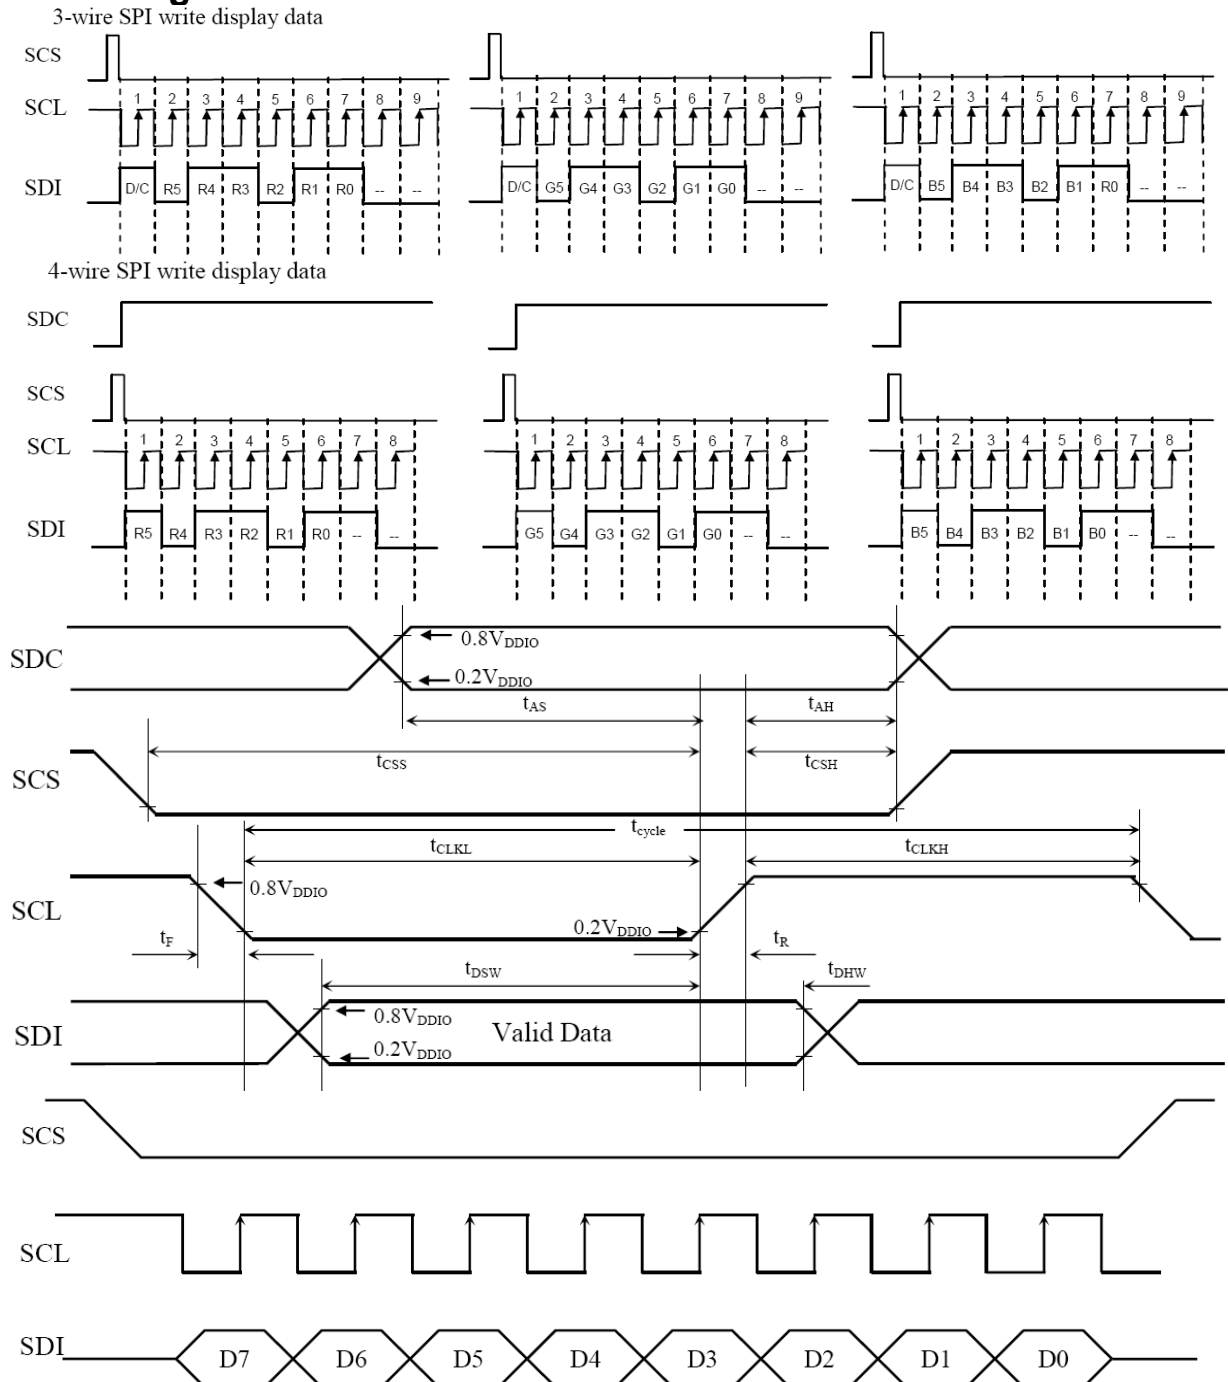 3-wire SPI write display data
SCS
SCL 1 2 3 4 5 6 7 8 9 1 2 3 4 5 6 7 8 9 1 2 3 4 5 6 7 8 9
SDI D/C R5 R4 R3 R2 R1 R0 -- -- D/C G5 G4 G3 G2 G1 G0 -- -- D/C B5 B4 B3 B2 B1 R0 -- --
4-wire SPI write display data
SDC
SCS
SCL 1 2 3 4 5 6 7 8 1 2 3 4 5 6 7 8 1 2 3 4 5 6 7 8
SDI R5 R4 R3 R2 R1 R0 -- -- G5 G4 G3 G2 G1 G0 -- -- B5 B4 B3 B2 B1 B0 -- --
0.8VDDIO
SDC
0.2VDDIO
tAS tAH
SCS tCSS tCSH
tcycle
tCLKL tCLKH
0.8VDDIO
SCL
0.2VDDIO
tF tR
tDSW tDHW
0.8VDDIO
SDI Valid Data
0.2VDDIO
SCS
SCL
SDI D7 D6 D5 D4 D3 D2 D1 D0